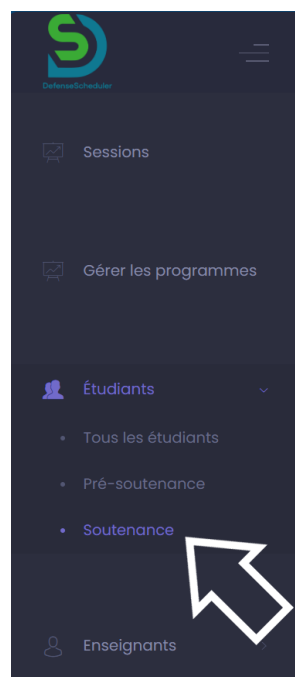 DefenseScheduler
Sessions
Gérer les programmes
Étudiants
Tous les étudiants
Pré-soutenance
Soutenance
Enseignants